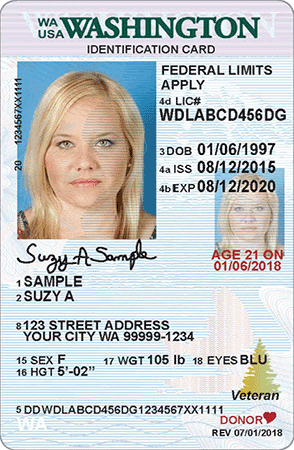 WA USA WASHINGTON
IDENTIFICATION CARD
FEDERAL LIMITS
APPLY
4d LIC#
WDLABCD456DG
3 DOB 01/06/1997
4a ISS 08/12/2015
4b EXP 08/12/2020
20 1234567XX1111
Suzy A Sample
AGE 21 ON
01/06/2018
1 SAMPLE
2 SUZY A
8 123 STREET ADDRESS
YOUR CITY WA 99999-1234
15 SEX F 17 WGT 105 lb 18 EYES BLU
16 HGT 5'-02"
Veteran
5 DD WDLABCD456DG1234567XX1111
WA
DONOR
REV 07/01/2018